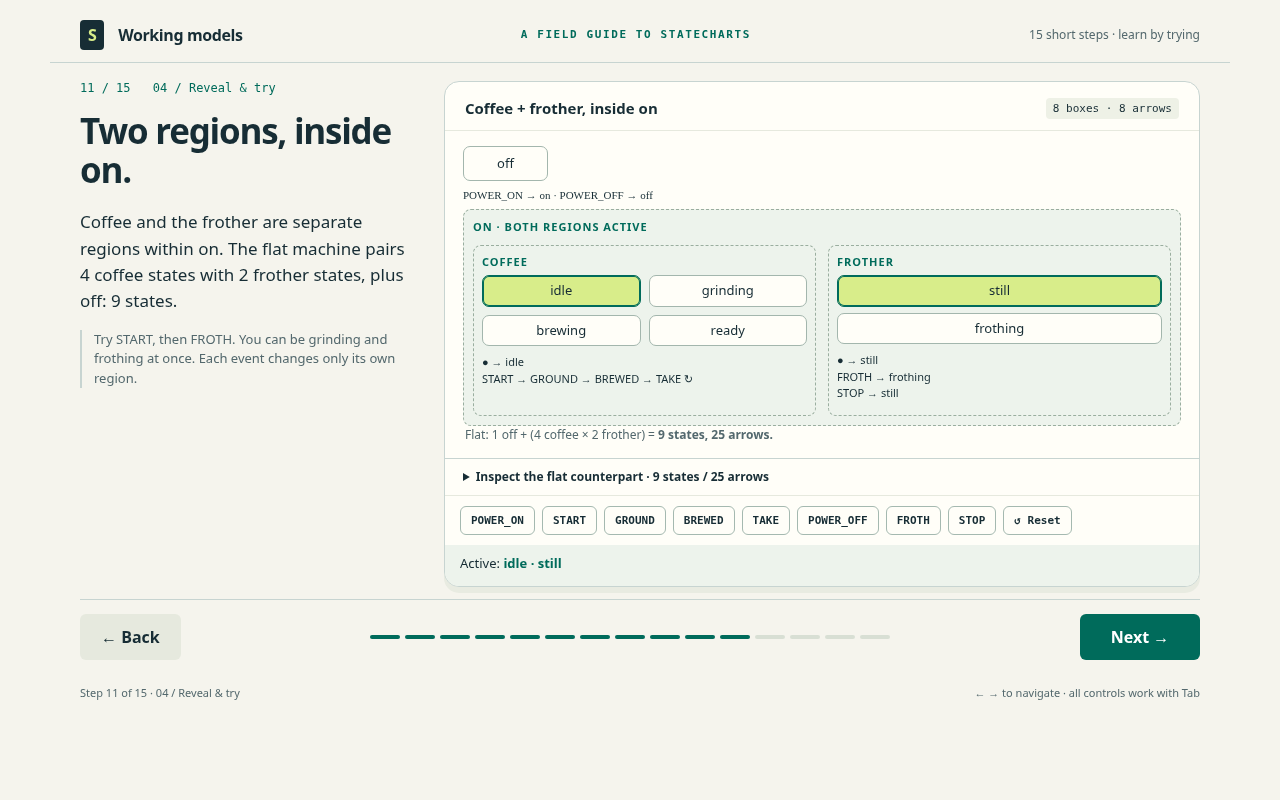 S Working models
A FIELD GUIDE TO STATECHARTS
15 short steps · learn by trying
11 / 15 04 / Reveal & try
Two regions, inside
on.
Coffee and the frother are separate
regions within on. The flat machine pairs
4 coffee states with 2 frother states, plus
off: 9 states.
Try START, then FROTH. You can be grinding and
frothing at once. Each event changes only its own
region.
Coffee + frother, inside on
8 boxes · 8 arrows
off
POWER_ON → on · POWER_OFF → off
ON · BOTH REGIONS ACTIVE
COFFEE
idle
grinding
brewing
ready
● → idle
START → GROUND → BREWED → TAKE ↻
FROTHER
still
frothing
● → still
FROTH → frothing
STOP → still
Flat: 1 off + (4 coffee × 2 frother) = 9 states, 25 arrows.
▶ Inspect the flat counterpart · 9 states / 25 arrows
POWER_ON START GROUND BREWED TAKE POWER_OFF FROTH STOP ↺ Reset
Active: idle · still
← Back
Next →
Step 11 of 15 · 04 / Reveal & try
← → to navigate · all controls work with Tab